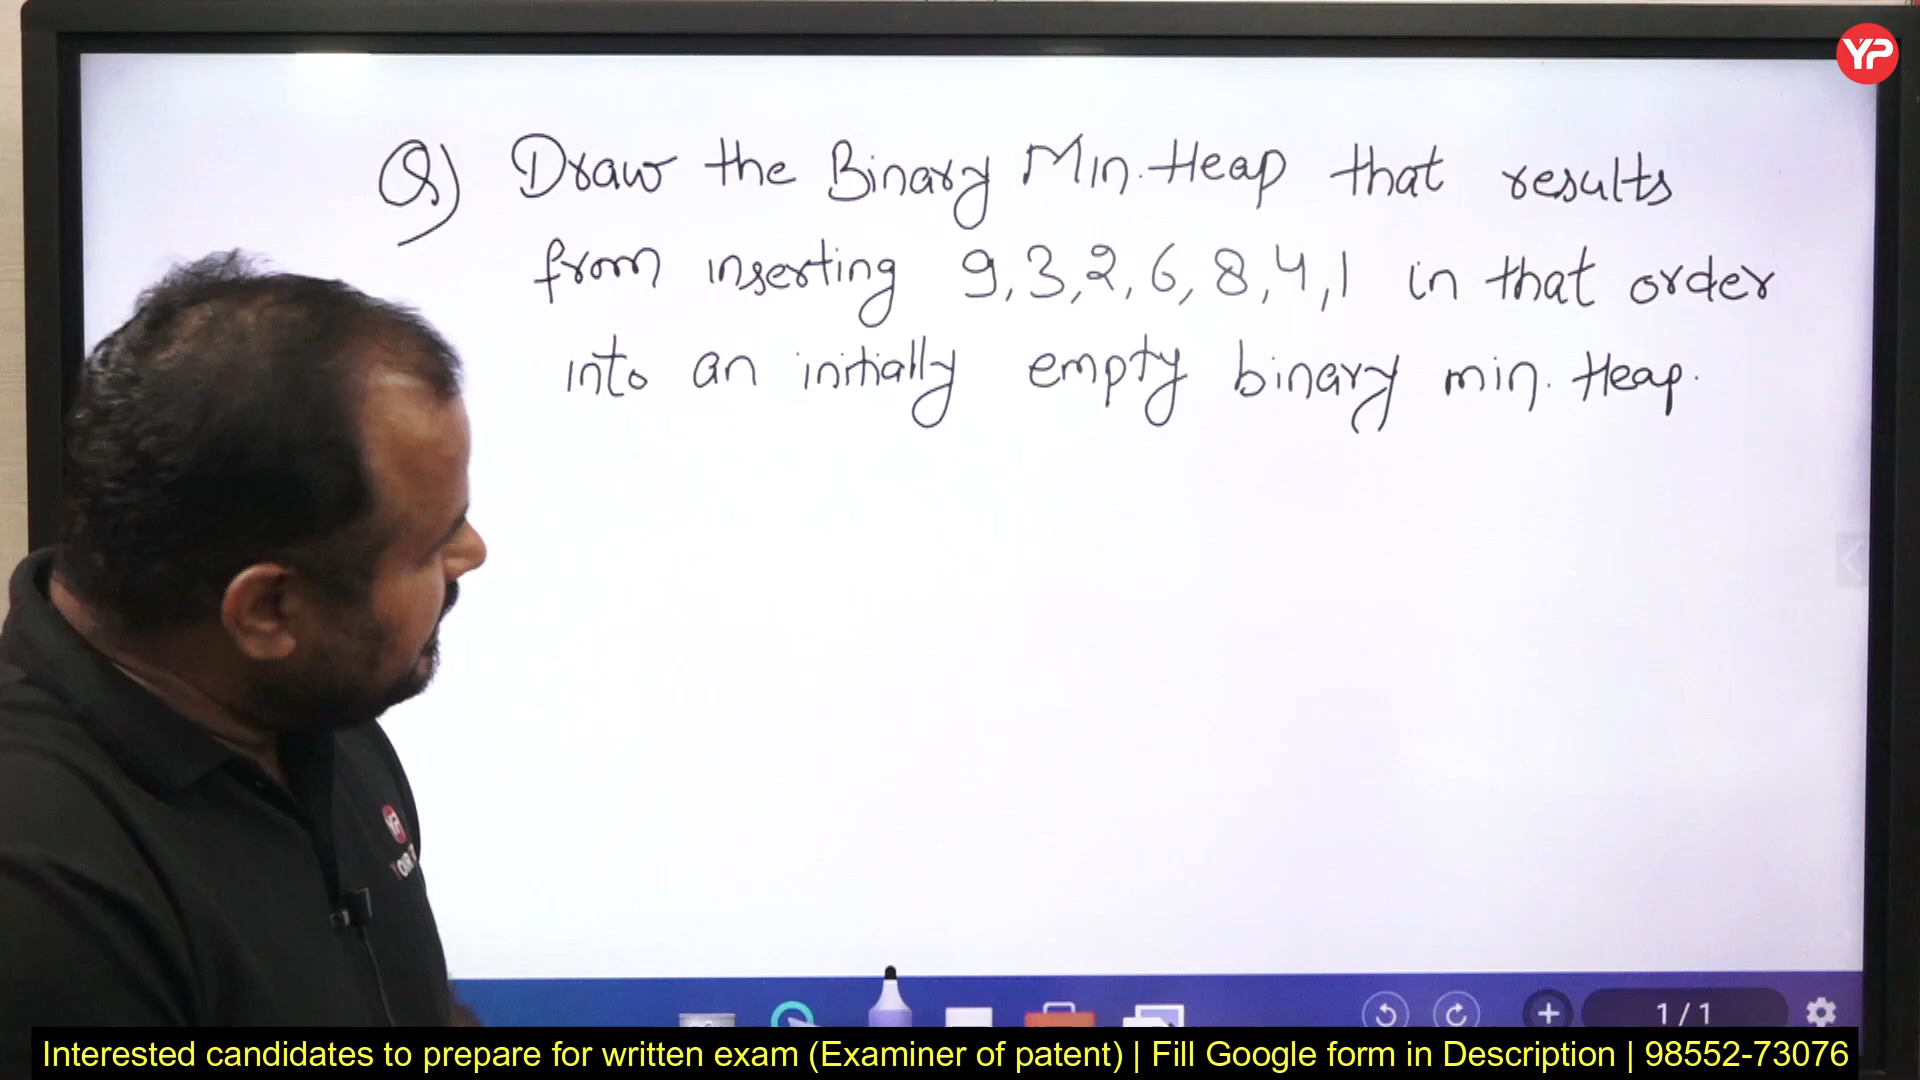 YP
Q) Draw the Binary Min. Heap that results
from inserting 9, 3, 2, 6, 8, 4, 1 in that order
into an initially empty binary min. Heap.
YP
1/1
Interested candidates to prepare for written exam (Examiner of patent) | Fill Google form in Description | 98552-73076